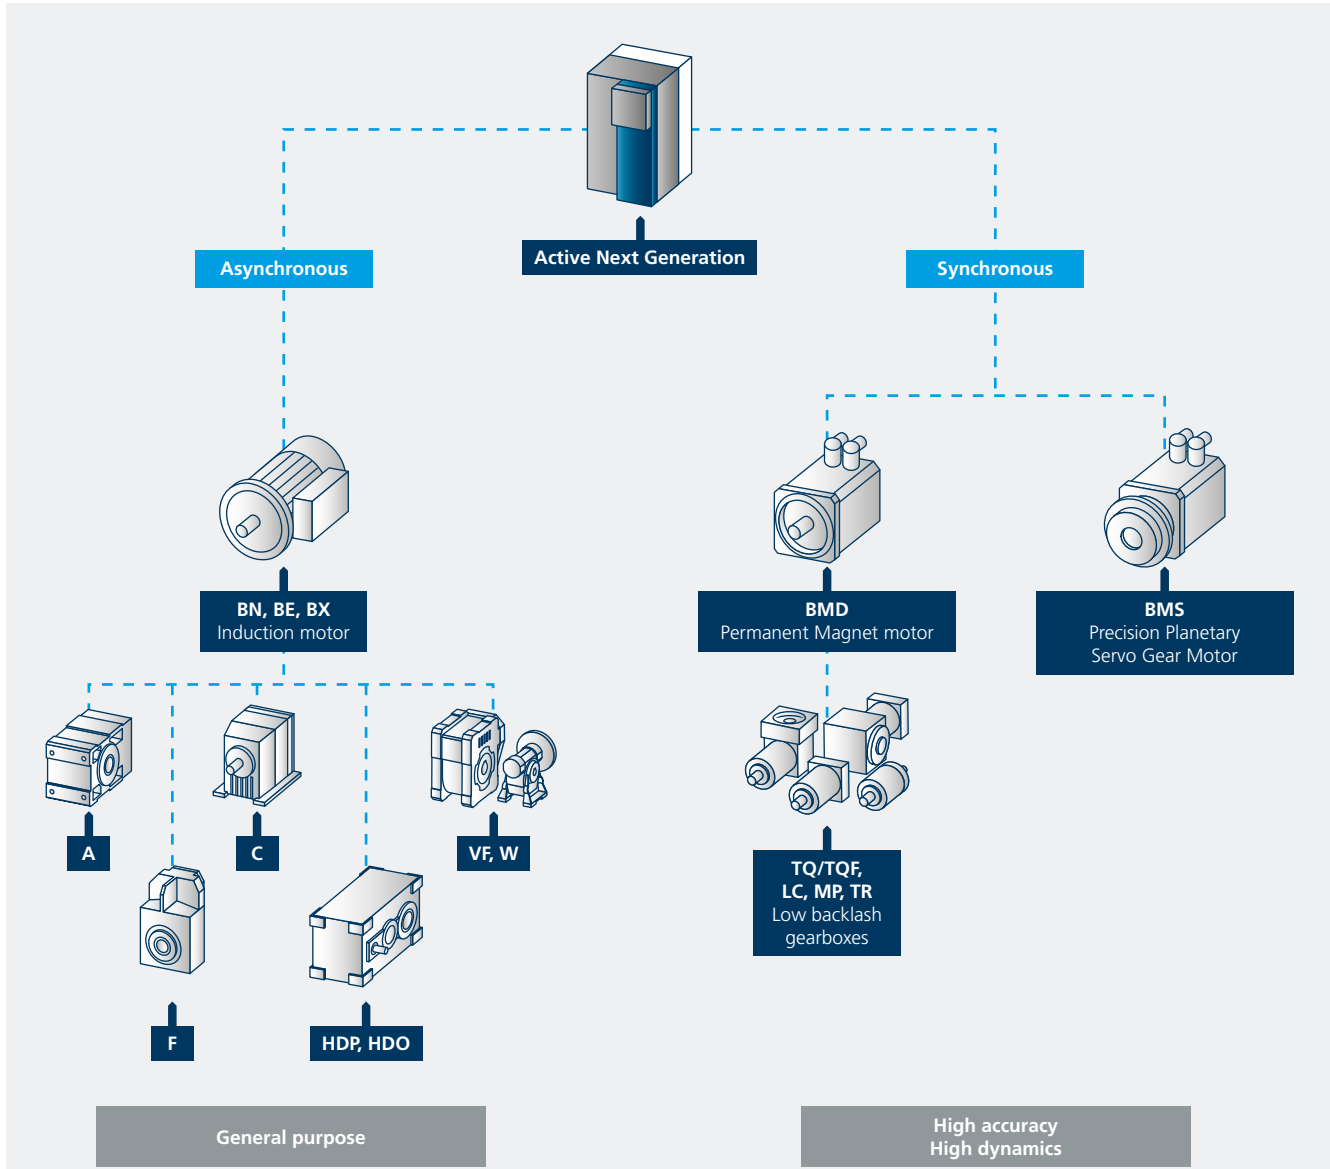 Active Next Generation
Asynchronous
Synchronous
BN, BE, BX
Induction motor
BMD
Permanent Magnet motor
BMS
Precision Planetary
Servo Gear Motor
A
C
VF, W
F
HDP, HDO
TQ/TQF,
LC, MP, TR
Low backlash
gearboxes
General purpose
High accuracy
High dynamics